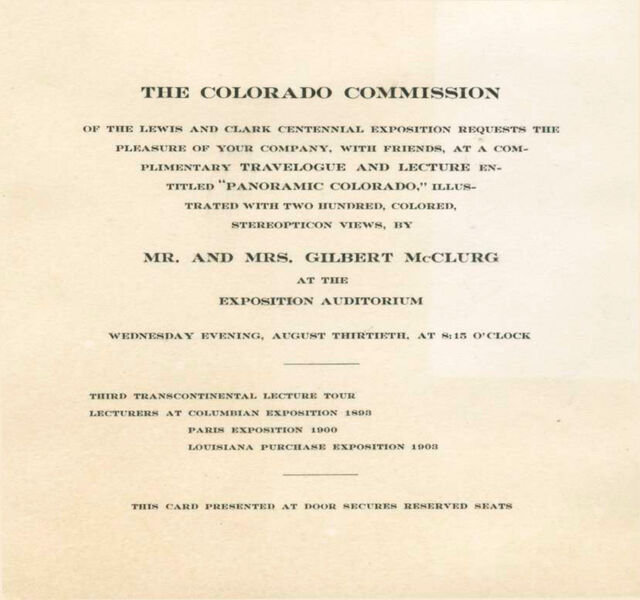 THE COLORADO COMMISSION
OF THE LEWIS AND CLARK CENTENNIAL EXPOSITION REQUESTS THE
PLEASURE OF YOUR COMPANY, WITH FRIENDS, AT A COM-
PLIMENTARY TRAVELOGUE AND LECTURE EN-
TITLED "PANORAMIC COLORADO," ILLUS-
TRATED WITH TWO HUNDRED, COLORED,
STEREOPTICON VIEWS, BY
MR. AND MRS. GILBERT McCLURG
AT THE
EXPOSITION AUDITORIUM
WEDNESDAY EVENING, AUGUST THIRTIETH, AT 8:15 O'CLOCK
THIRD TRANSCONTINENTAL LECTURE TOUR
LECTURERS AT COLUMBIAN EXPOSITION 1893
PARIS EXPOSITION 1900
LOUISIANA PURCHASE EXPOSITION 1903
THIS CARD PRESENTED AT DOOR SECURES RESERVED SEATS